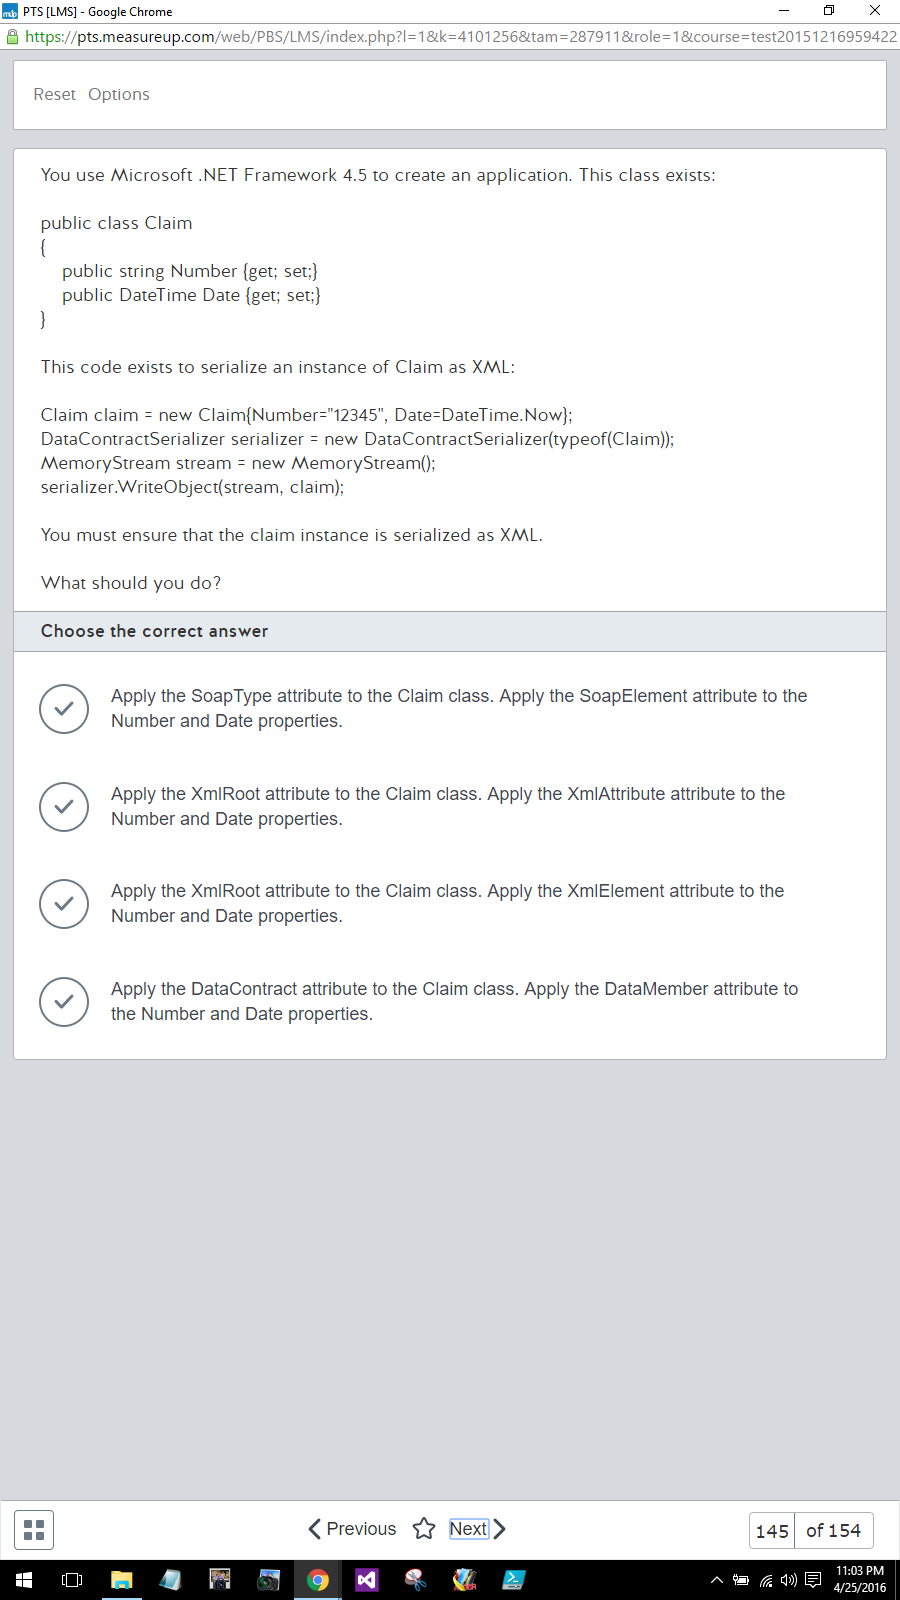 PTS [LMS] - Google Chrome
https://pts.measureup.com/web/PBS/LMS/index.php?l=1&k=4101256&tam=287911&role=1&course=test20151216959422
Reset Options
You use Microsoft .NET Framework 4.5 to create an application. This class exists:
public class Claim
{
public string Number {get; set;}
public DateTime Date {get; set;}
}
This code exists to serialize an instance of Claim as XML:
Claim claim = new Claim{Number="12345", Date=DateTime.Now};
DataContractSerializer serializer = new DataContractSerializer(typeof(Claim));
MemoryStream stream = new MemoryStream();
serializer.WriteObject(stream, claim);
You must ensure that the claim instance is serialized as XML.
What should you do?
Choose the correct answer
Apply the SoapType attribute to the Claim class. Apply the SoapElement attribute to the
Number and Date properties.
Apply the XmlRoot attribute to the Claim class. Apply the XmlAttribute attribute to the
Number and Date properties.
Apply the XmlRoot attribute to the Claim class. Apply the XmlElement attribute to the
Number and Date properties.
Apply the DataContract attribute to the Claim class. Apply the DataMember attribute to
the Number and Date properties.
Previous Next 145 of 154
11:03 PM
4/25/2016